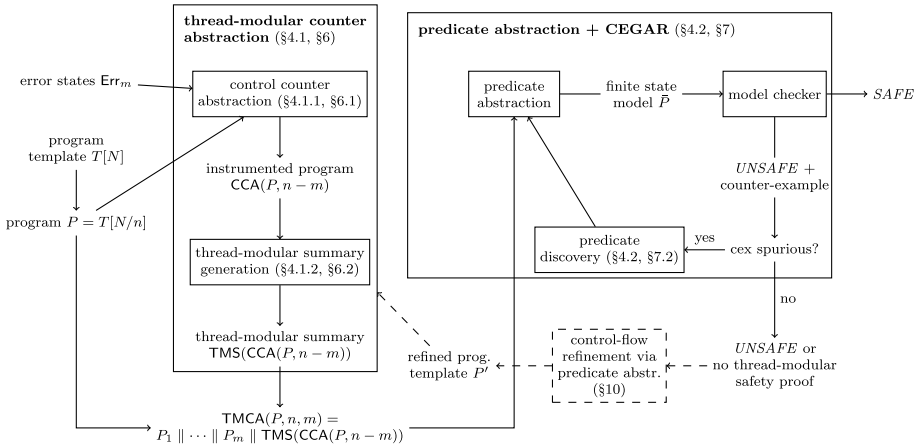 thread-modular counter
abstraction (§4.1, §6)
predicate abstraction + CEGAR (§4.2, §7)
error states Err_m
control counter
abstraction (§4.1.1, §6.1)
predicate
abstraction
finite state
model P̄
model checker
SAFE
program
template T[N]
instrumented program
CCA(P, n − m)
UNSAFE +
counter-example
program P = T[N/n]
thread-modular summary
generation (§4.1.2, §6.2)
predicate
discovery (§4.2, §7.2)
yes
cex spurious?
no
thread-modular summary
TMS(CCA(P, n − m))
refined prog.
template P′
control-flow
refinement via
predicate abstr.
(§10)
UNSAFE or
no thread-modular
safety proof
TMCA(P, n, m) =
P₁ ∥ ⋯ ∥ P_m ∥ TMS(CCA(P, n − m))